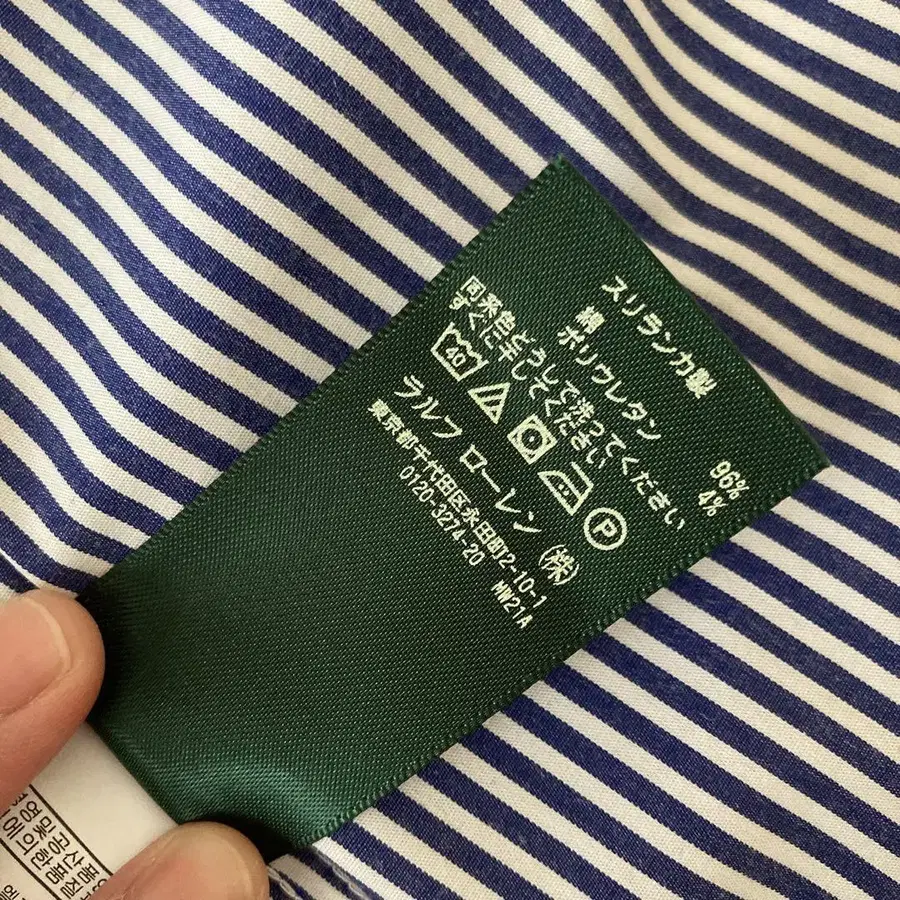 スリランカ製
綿 96%
ポリウレタン 4%
同系色どうしで洗ってください
すぐに干してください
40
P
ラルフ ローレン (株)
東京都千代田区永田町2-10-1
0120-3274-20 MW21A